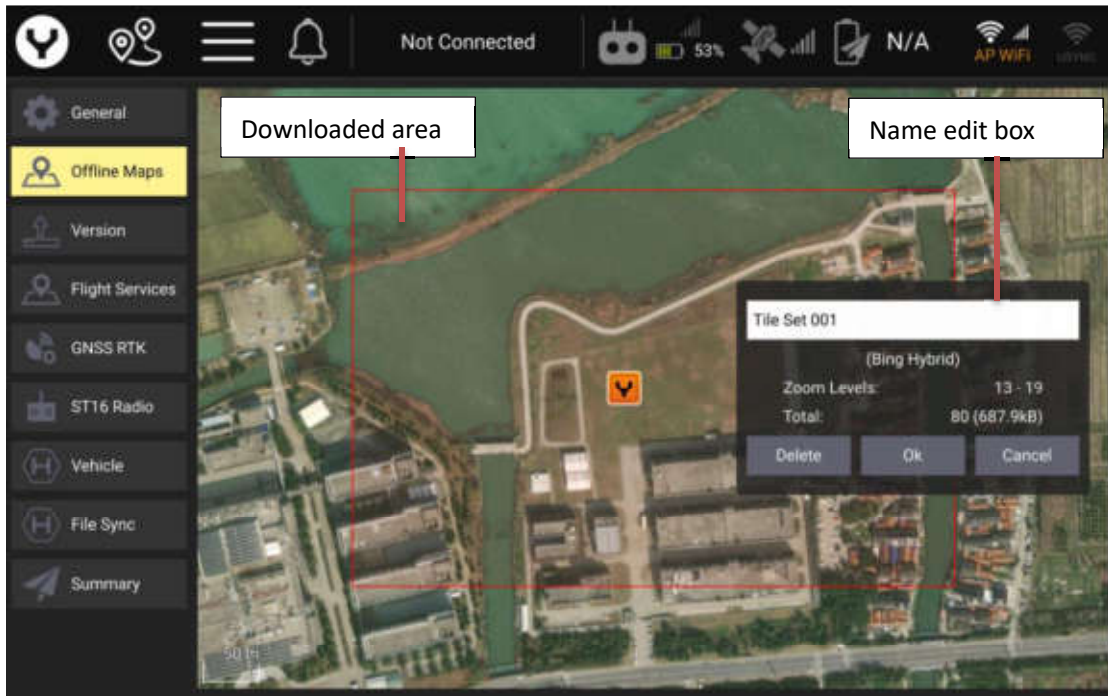 Not Connected
53%
N/A
AP WiFi
General
Downloaded area
Name edit box
Offline Maps
Version
Flight Services
Tile Set 001
GNSS RTK
(Bing Hybrid)
Zoom Levels: 13 - 19
ST16 Radio
Total: 80 (687.9kB)
Vehicle
Delete Ok Cancel
File Sync
Summary